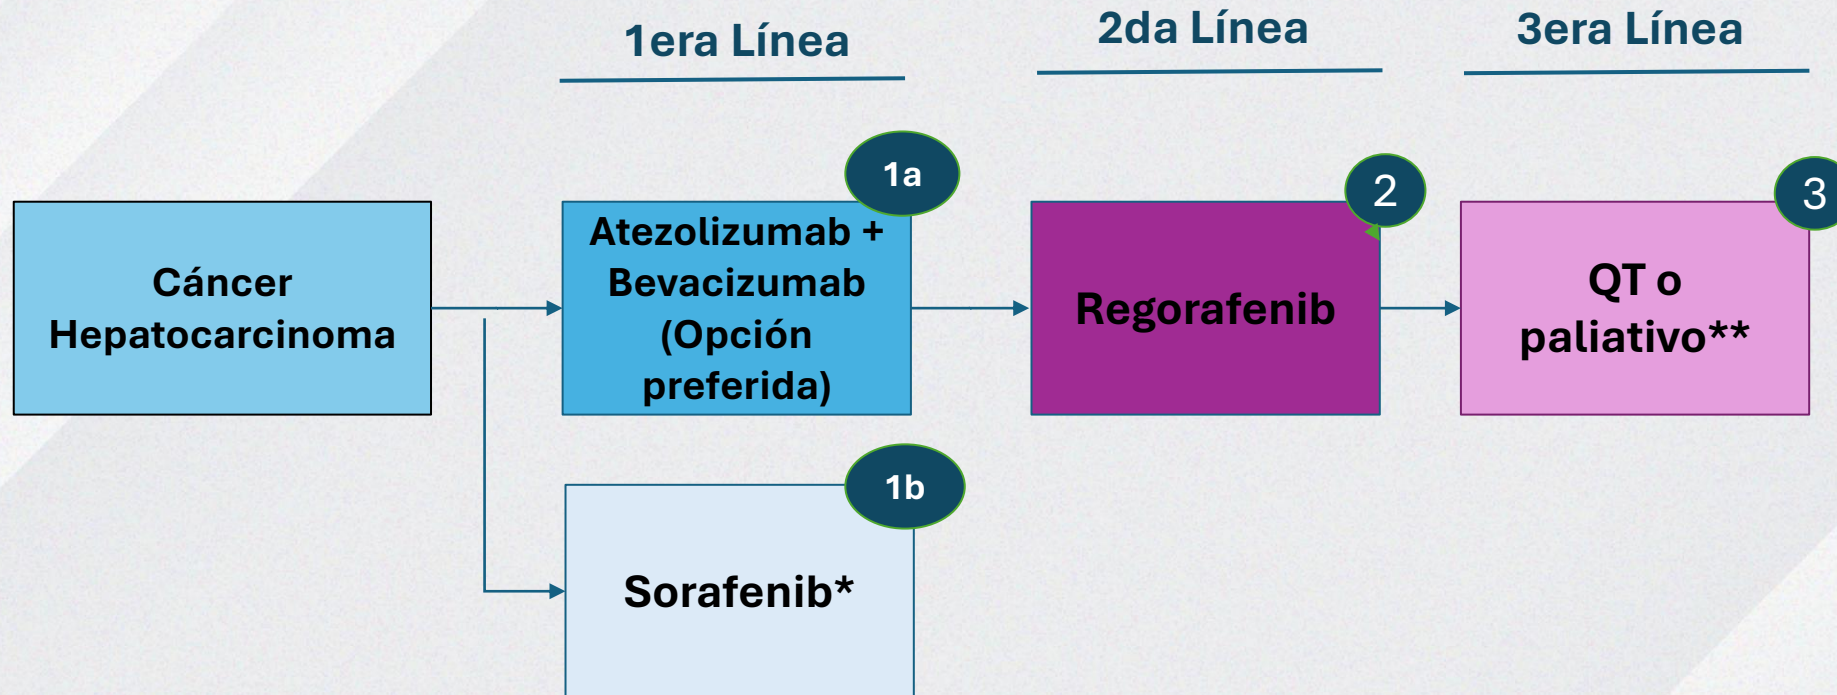 1era Línea
2da Línea
3era Línea
Cáncer
Hepatocarcinoma
1a
Atezolizumab +
Bevacizumab
(Opción
preferida)
2
Regorafenib
3
QT o
paliativo**
1b
Sorafenib*